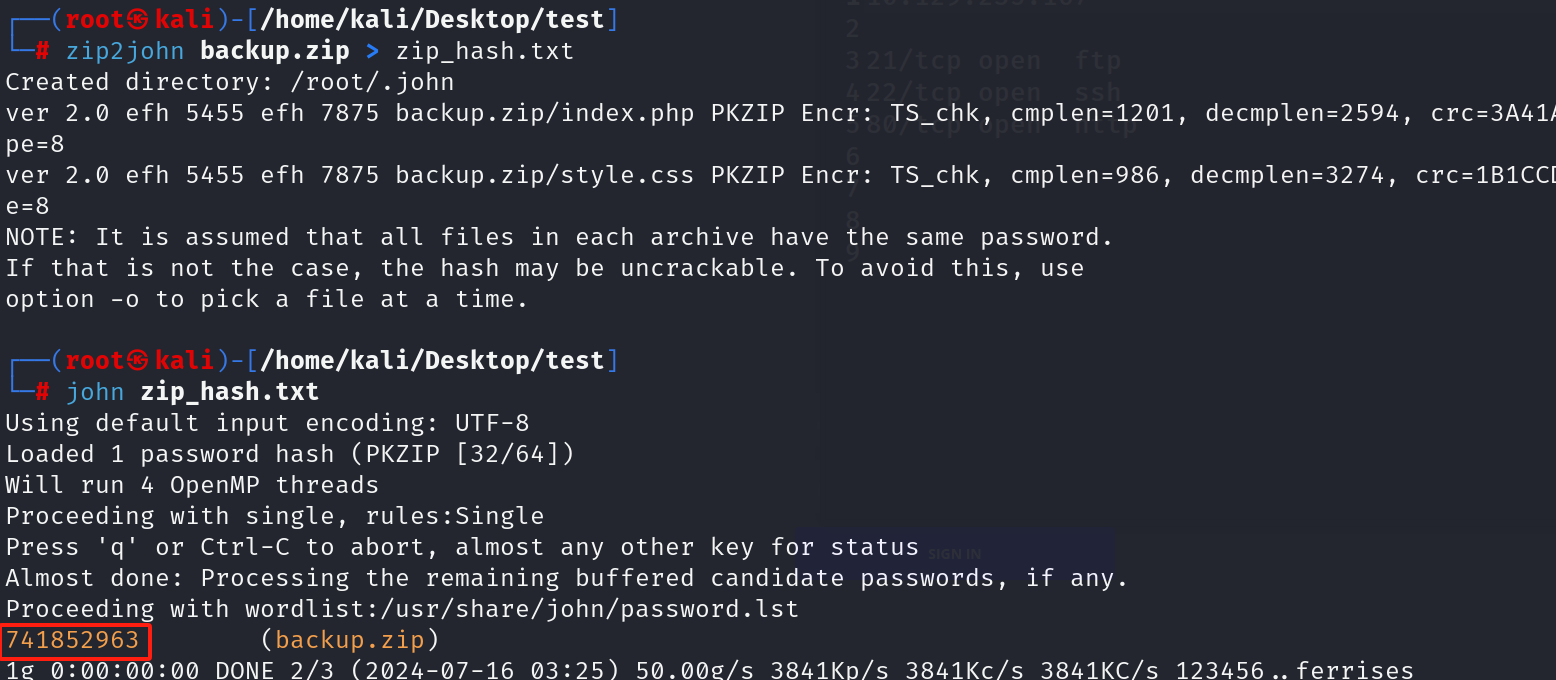 ┌──(root㉿kali)-[/home/kali/Desktop/test]
└─# zip2john backup.zip > zip_hash.txt
Created directory: /root/.john
ver 2.0 efh 5455 efh 7875 backup.zip/index.php PKZIP Encr: TS_chk, cmplen=1201, decmplen=2594, crc=3A41A
pe=8
ver 2.0 efh 5455 efh 7875 backup.zip/style.css PKZIP Encr: TS_chk, cmplen=986, decmplen=3274, crc=1B1CCD
e=8
NOTE: It is assumed that all files in each archive have the same password.
If that is not the case, the hash may be uncrackable. To avoid this, use
option -o to pick a file at a time.
┌──(root㉿kali)-[/home/kali/Desktop/test]
└─# john zip_hash.txt
Using default input encoding: UTF-8
Loaded 1 password hash (PKZIP [32/64])
Will run 4 OpenMP threads
Proceeding with single, rules:Single
Press 'q' or Ctrl-C to abort, almost any other key for status
Almost done: Processing the remaining buffered candidate passwords, if any.
Proceeding with wordlist:/usr/share/john/password.lst
741852963 (backup.zip)
1g 0:00:00:00 DONE 2/3 (2024-07-16 03:25) 50.00g/s 3841Kp/s 3841Kc/s 3841KC/s 123456..ferrises
2
3 21/tcp open ftp
4 22/tcp open ssh
5 80/tcp open http
6
7
8
9
SIGN IN